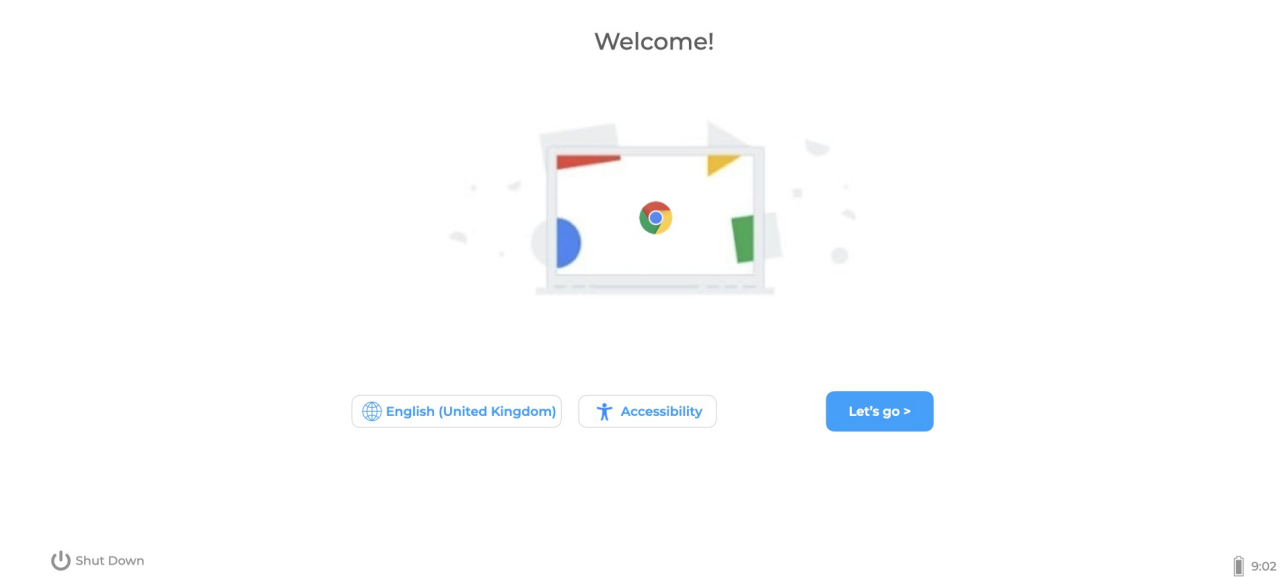 Welcome!
English (United Kingdom)
Accessibility
Let's go >
Shut Down
9:02